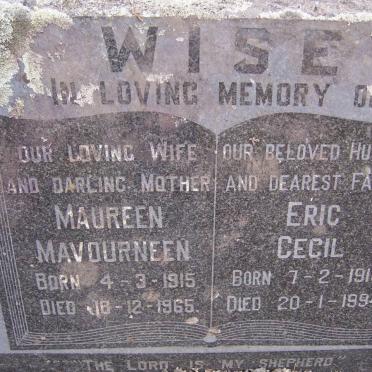 WISE
IN LOVING MEMORY OF
OUR LOVING WIFE
AND DARLING MOTHER
MAUREEN
MAVOURNEEN
BORN 4-3-1915
DIED 18-12-1965
OUR BELOVED HU
AND DEAREST FA
ERIC
CECIL
BORN 7-2-191
DIED 20-1-199
"THE LORD IS MY SHEPHERD"